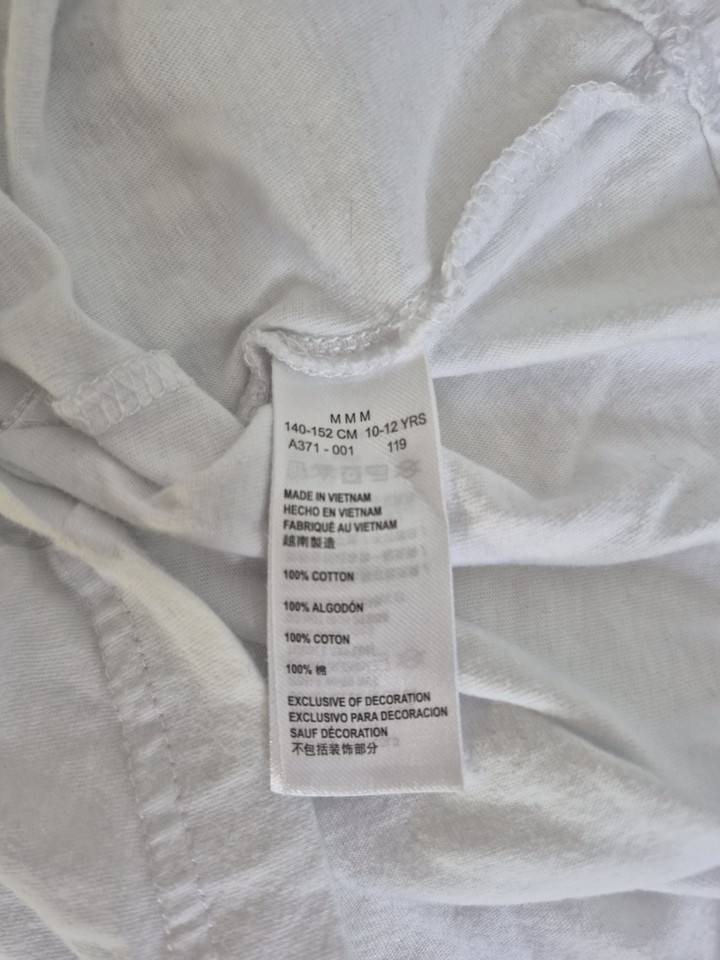 M M M
140-152 CM 10-12 YRS
A371 - 001 119
MADE IN VIETNAM
HECHO EN VIETNAM
FABRIQUÉ AU VIETNAM
越南製造
100% COTTON
100% ALGODÓN
100% COTON
100% 棉
EXCLUSIVE OF DECORATION
EXCLUSIVO PARA DECORACION
SAUF DÉCORATION
不包括装饰部分